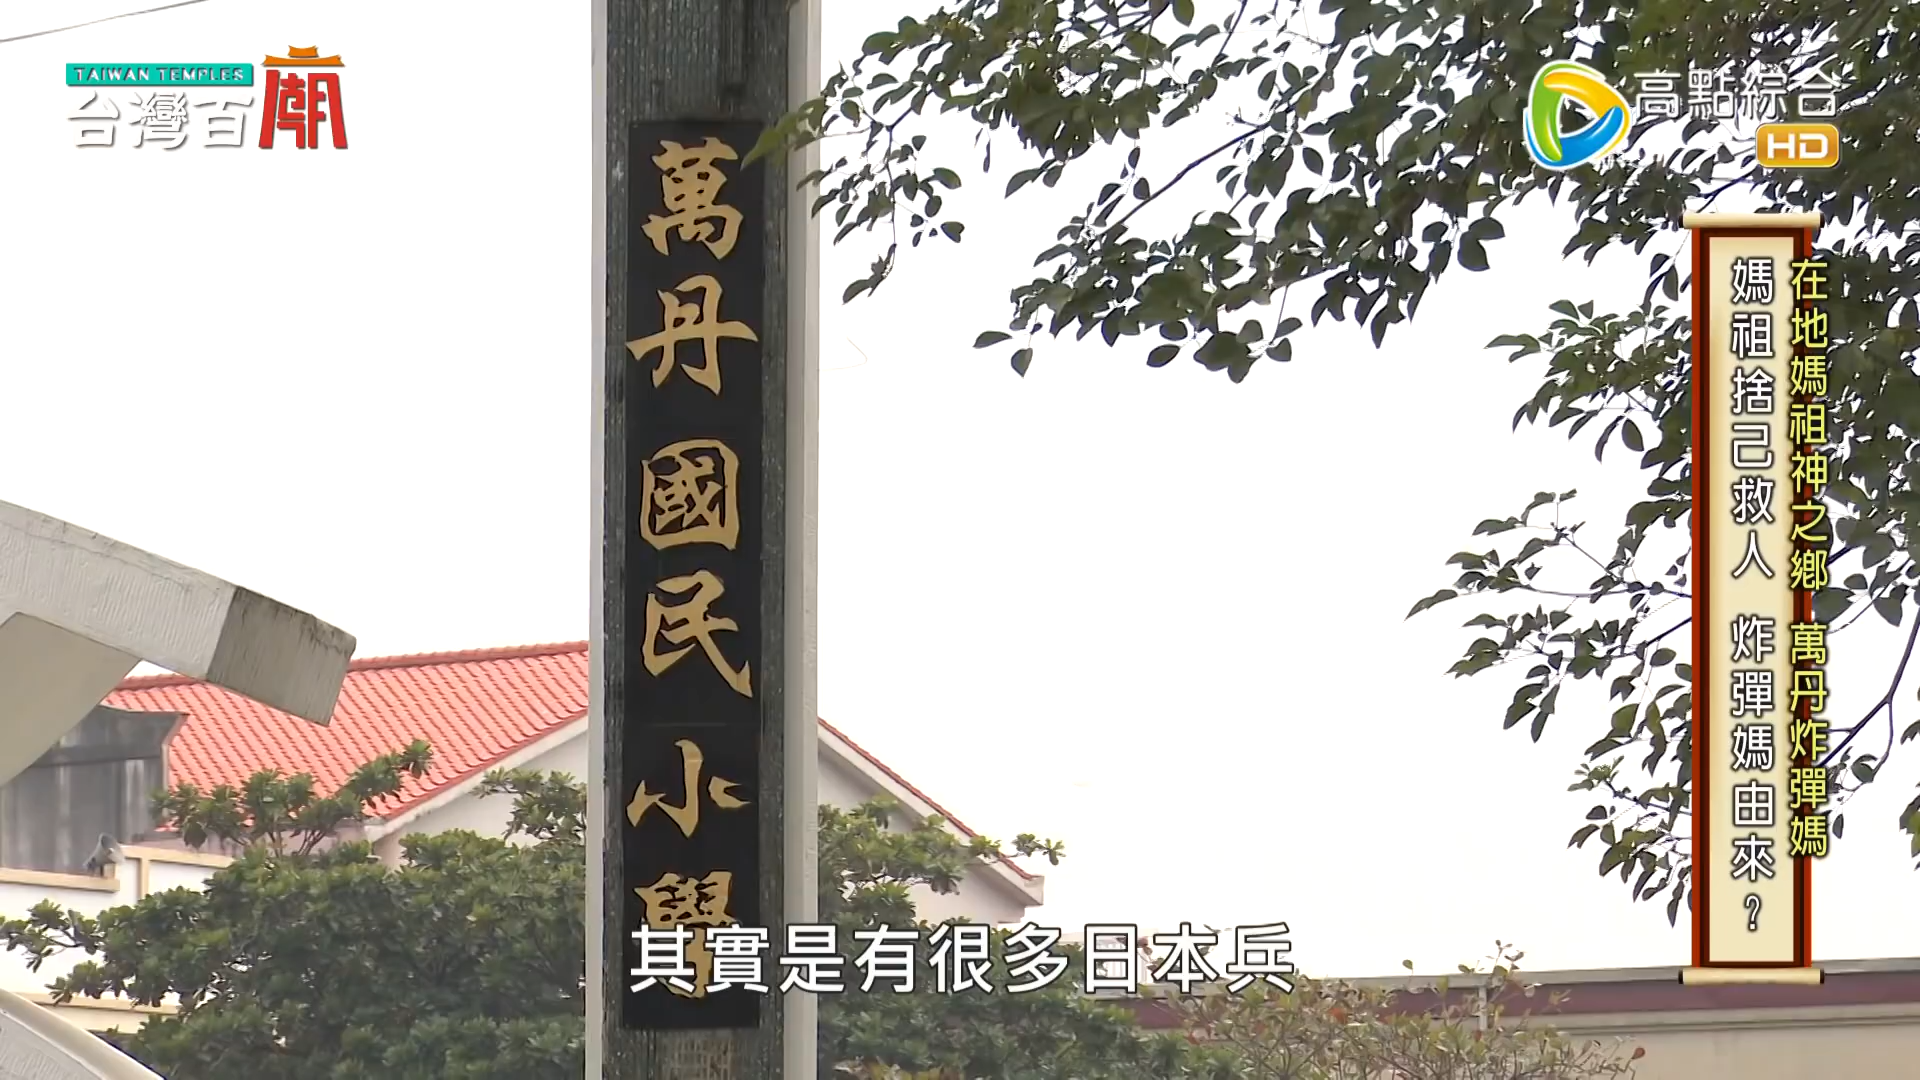 TAIWAN TEMPLES
台灣百廟
高點綜合
HD
萬丹國民小學
在地媽祖神之鄉 萬丹炸彈媽
媽祖捨己救人 炸彈媽由來？
其實是有很多日本兵